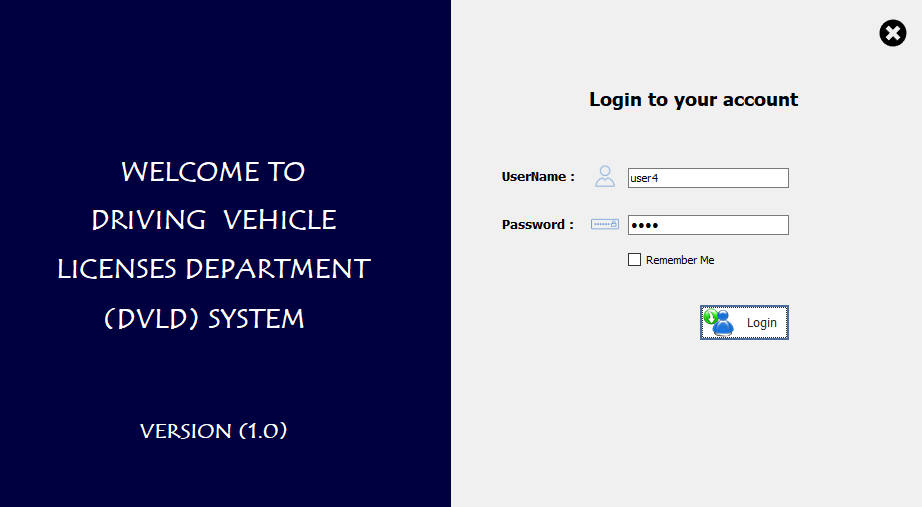 WELCOME TO
DRIVING VEHICLE
LICENSES DEPARTMENT
(DVLD) SYSTEM
VERSION (1.0)
Login to your account
UserName : user4
Password : ••••
Remember Me
Login